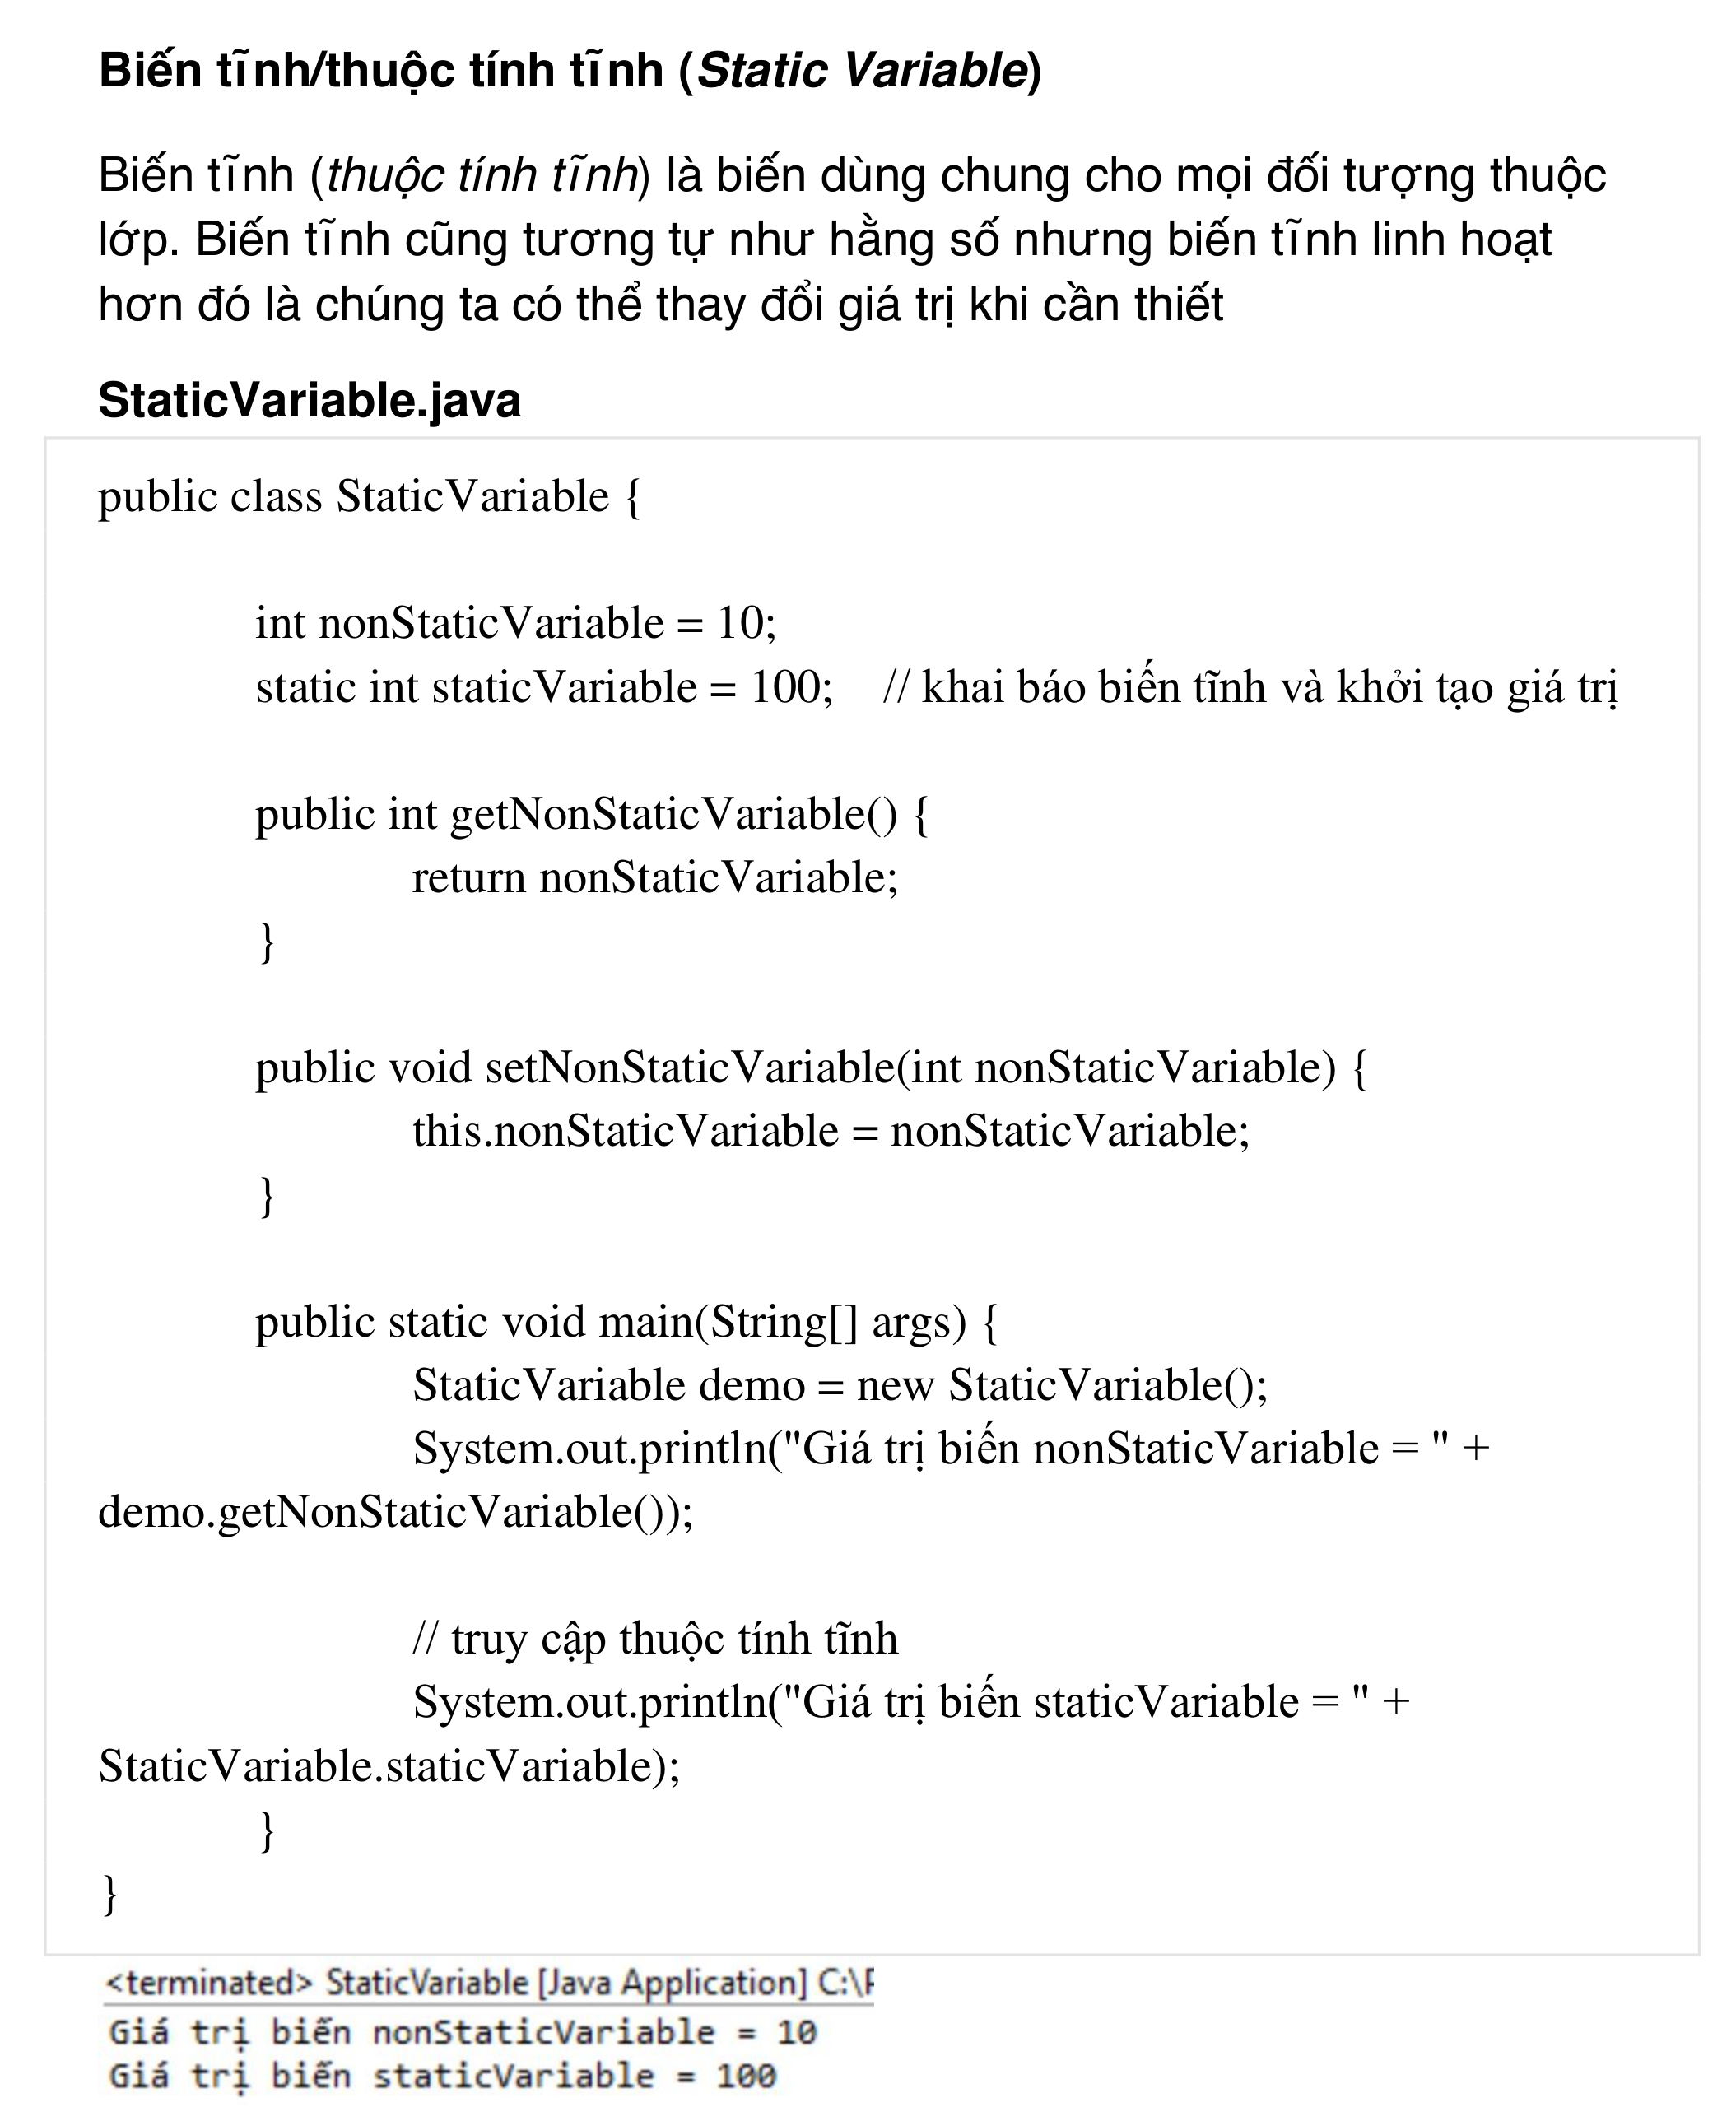 Biến tĩnh/thuộc tính tĩnh (Static Variable)
Biến tĩnh (thuộc tính tĩnh) là biến dùng chung cho mọi đối tượng thuộc
lớp. Biến tĩnh cũng tương tự như hằng số nhưng biến tĩnh linh hoạt
hơn đó là chúng ta có thể thay đổi giá trị khi cần thiết
StaticVariable.java
public class StaticVariable {
int nonStaticVariable = 10;
static int staticVariable = 100; // khai báo biến tĩnh và khởi tạo giá trị
public int getNonStaticVariable() {
return nonStaticVariable;
}
public void setNonStaticVariable(int nonStaticVariable) {
this.nonStaticVariable = nonStaticVariable;
}
public static void main(String[] args) {
StaticVariable demo = new StaticVariable();
System.out.println("Giá trị biến nonStaticVariable = " +
demo.getNonStaticVariable());
// truy cập thuộc tính tĩnh
System.out.println("Giá trị biến staticVariable = " +
StaticVariable.staticVariable);
}
}
<terminated> StaticVariable [Java Application] C:\
Giá trị biến nonStaticVariable = 10
Giá trị biến staticVariable = 100